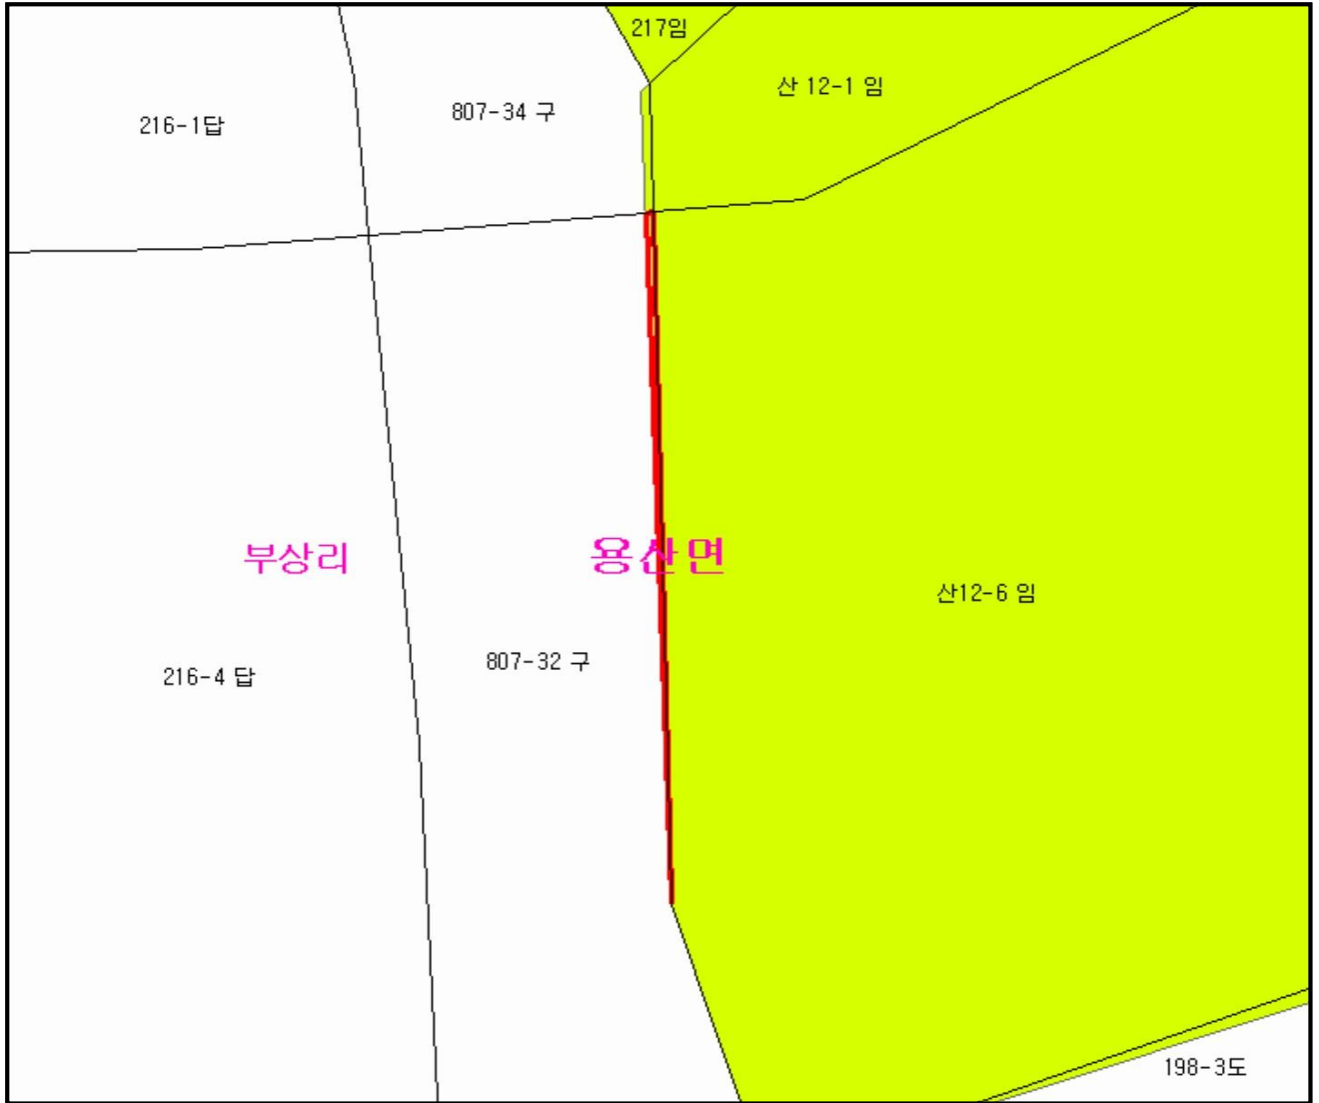 217임
산 12-1 임
807-34 구
216-1답
부상리
용산면
산12-6 임
807-32 구
216-4 답
198-3도